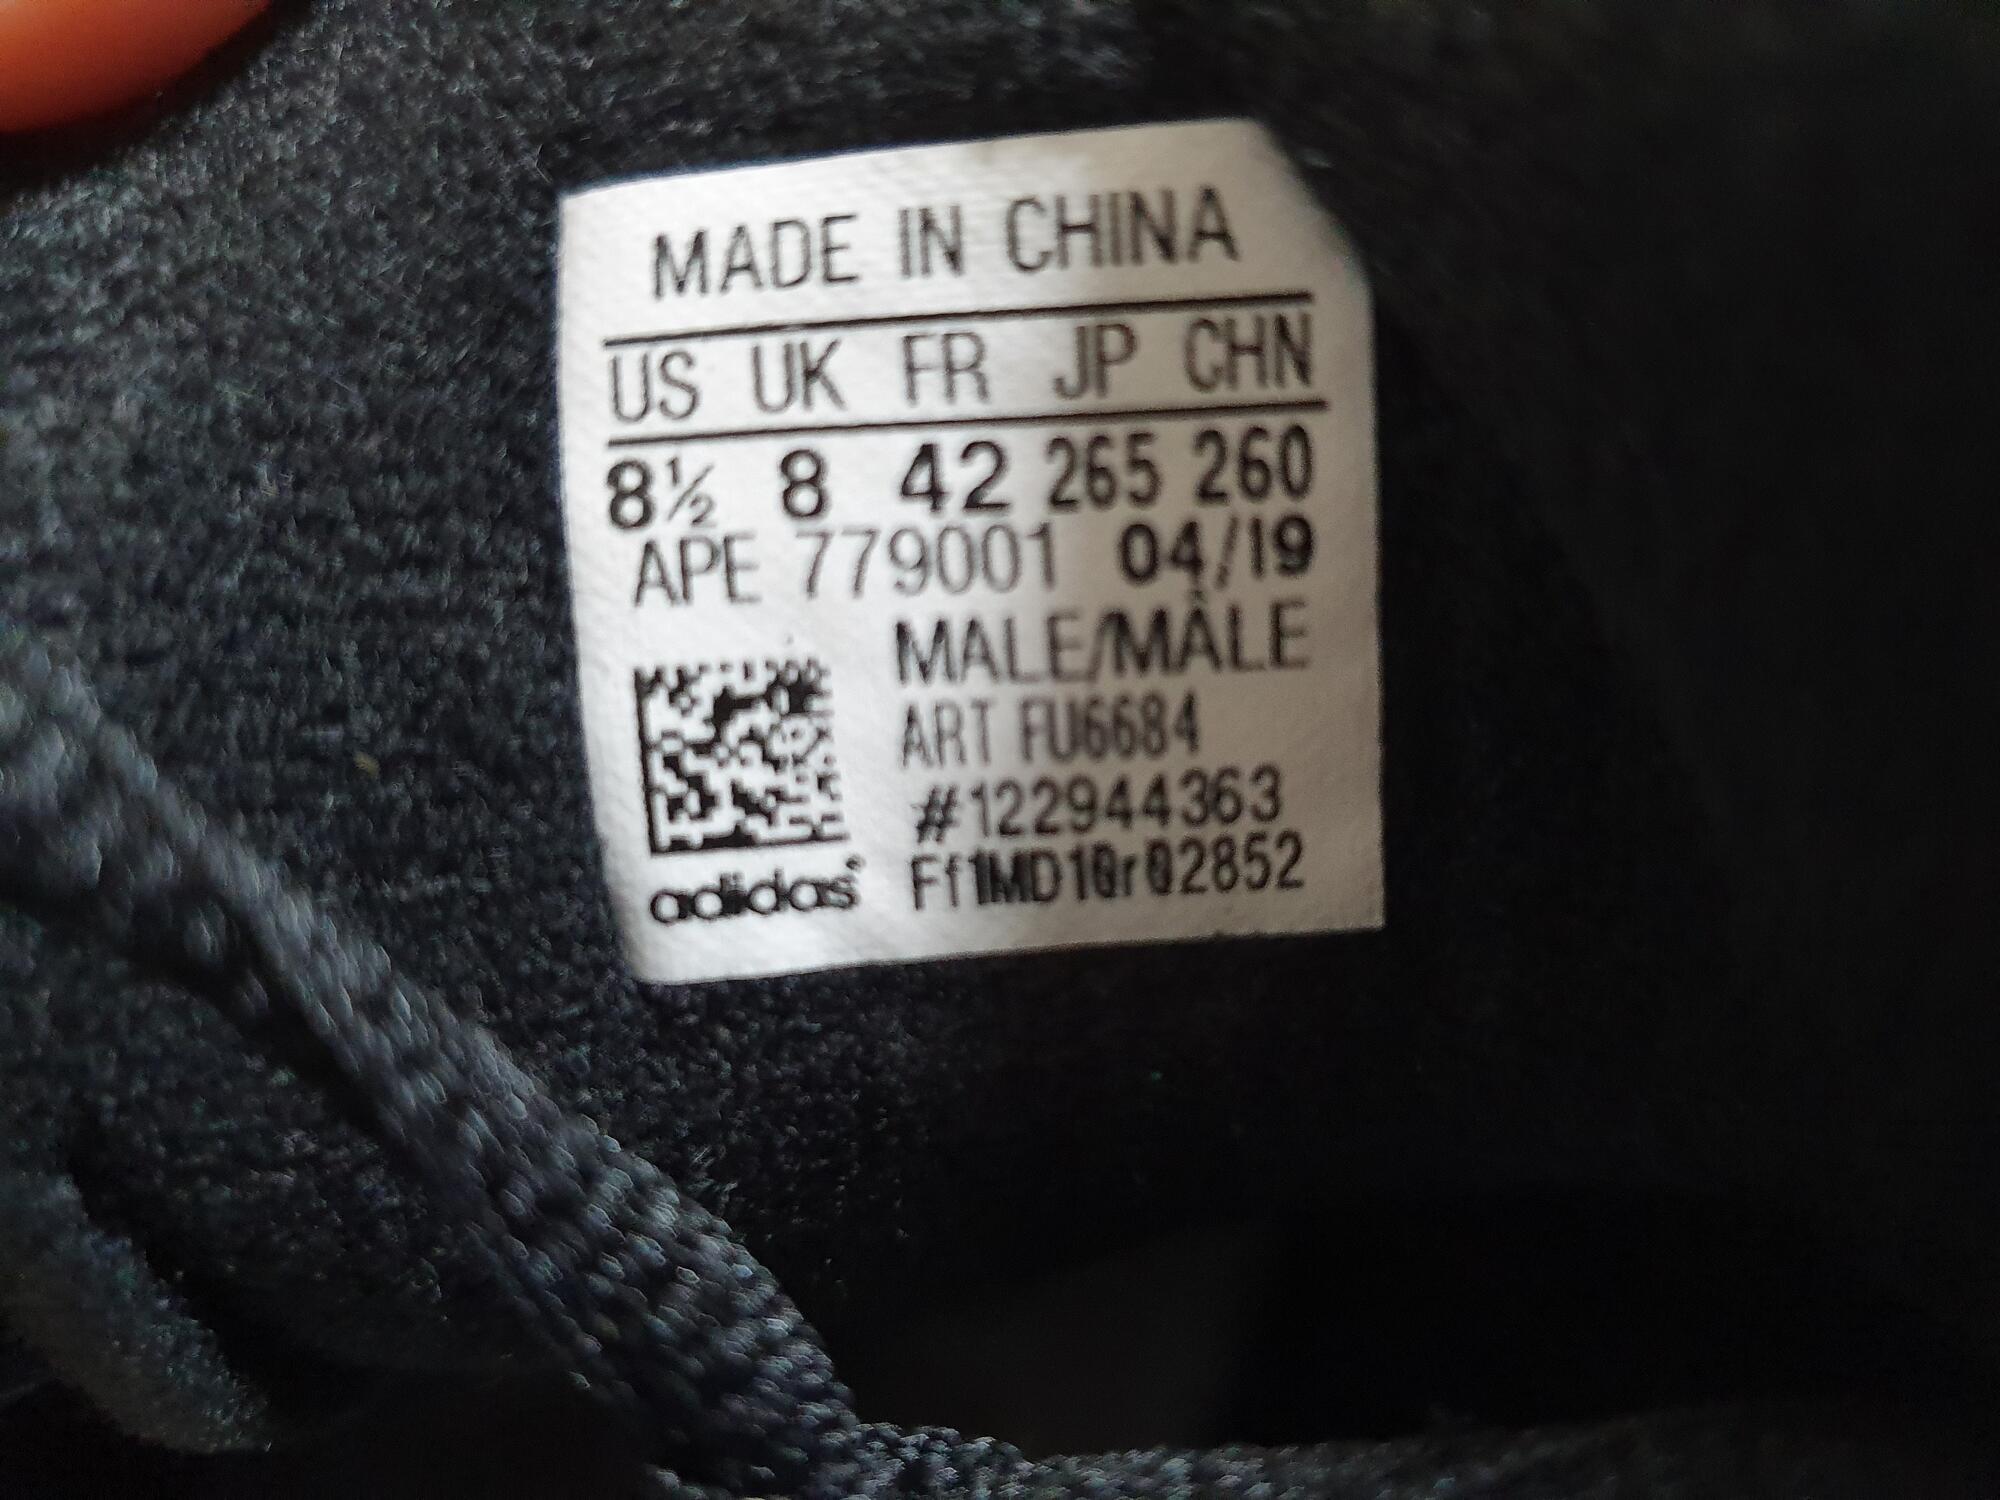 MADE IN CHINA
US UK FR JP CHN
8½ 8 42 265 260
APE 779001 04/19
MALE/MÂLE
ART FU6684
#122944363
Ff1MD10r02852
adidas®